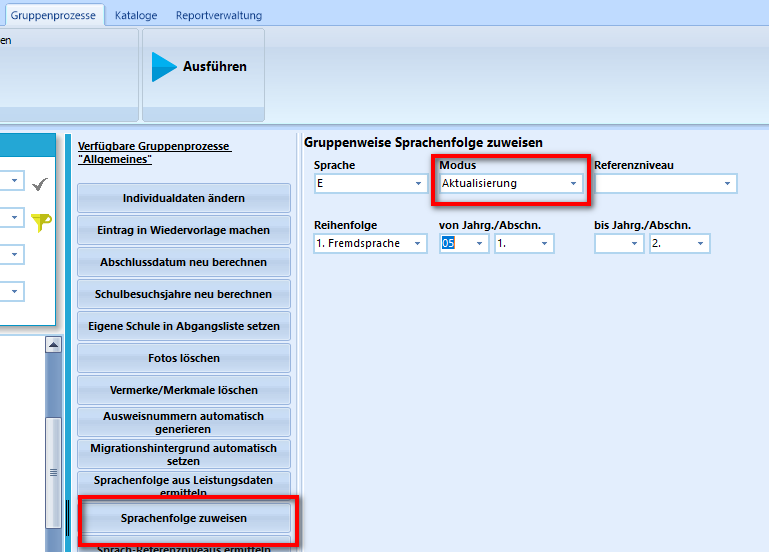 Gruppenprozesse Kataloge Reportverwaltung
en
Ausführen
Verfügbare Gruppenprozesse
"Allgemeines"
Individualdaten ändern
Eintrag in Wiedervorlage machen
Abschlussdatum neu berechnen
Schulbesuchsjahre neu berechnen
Eigene Schule in Abgangsliste setzen
Fotos löschen
Vermerke/Merkmale löschen
Ausweisnummern automatisch
generieren
Migrationshintergrund automatisch
setzen
Sprachenfolge aus Leistungsdaten
ermitteln
Sprachenfolge zuweisen
Sprach-Referenzniveaus ermitteln
Gruppenweise Sprachenfolge zuweisen
Sprache Modus Referenzniveau
E Aktualisierung
Reihenfolge von Jahrg./Abschn. bis Jahrg./Abschn.
1. Fremdsprache 05 1. 2.